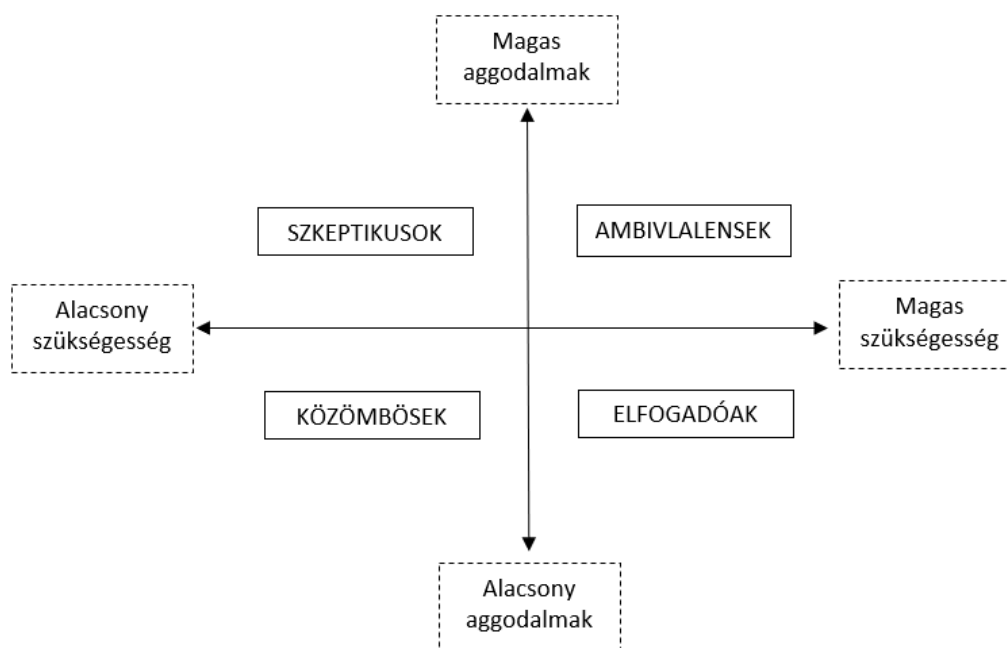 Magas
aggodalmak
SZKEPTIKUSOK
AMBIVLALENSEK
Alacsony
szükségesség
Magas
szükségesség
KÖZÖMBÖSEK
ELFOGADÓAK
Alacsony
aggodalmak